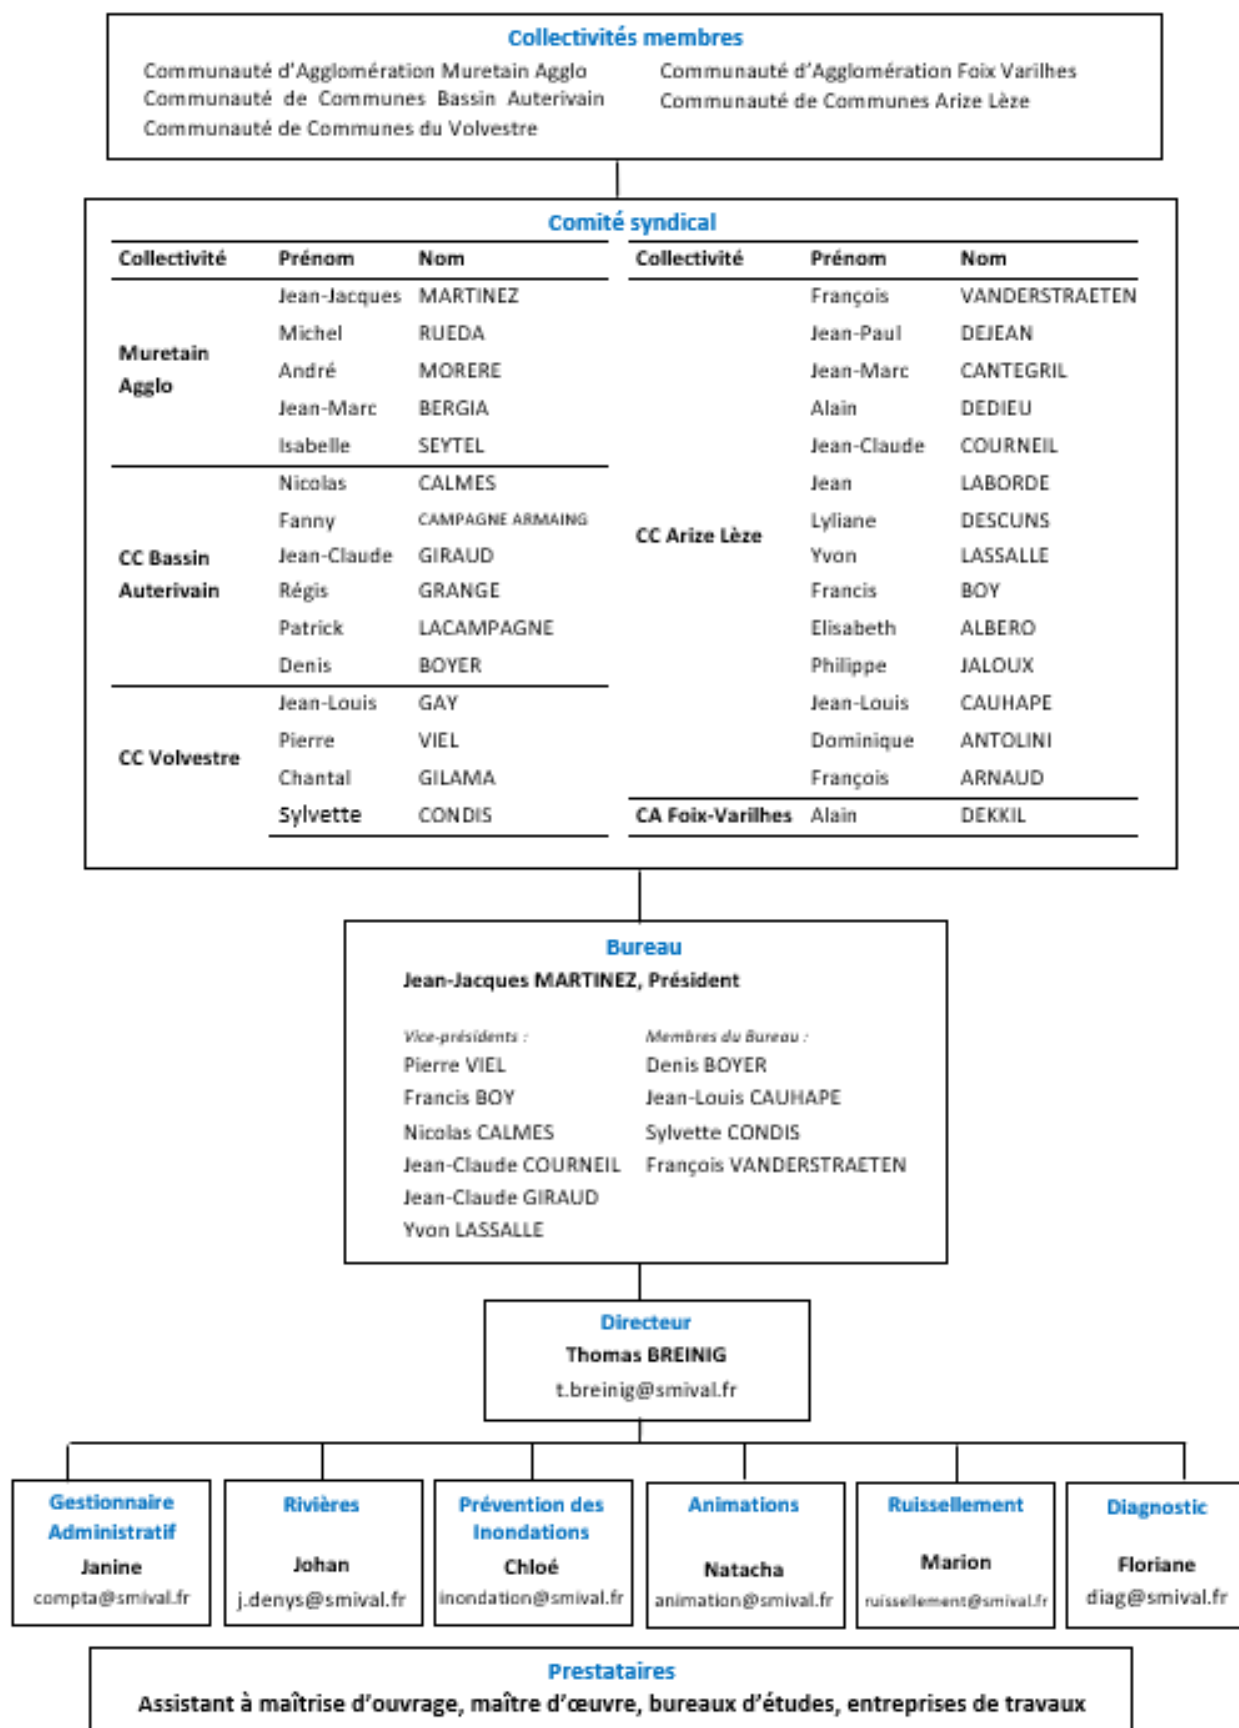 Collectivités membres
Communauté d'Agglomération Muretain Agglo
Communauté de Communes Bassin Auterivain
Communauté de Communes du Volvestre
Communauté d'Agglomération Foix Varilhes
Communauté de Communes Arize Lèze
Comité syndical
Collectivité Prénom Nom
Muretain Agglo
Jean-Jacques MARTINEZ
Michel RUEDA
André MORERE
Jean-Marc BERGIA
Isabelle SEYTEL
CC Bassin Auterivain
Nicolas CALMES
Fanny CAMPAGNE ARMAING
Jean-Claude GIRAUD
Régis GRANGE
Patrick LACAMPAGNE
Denis BOYER
CC Volvestre
Jean-Louis GAY
Pierre VIEL
Chantal GILAMA
Sylvette CONDIS
Collectivité Prénom Nom
CC Arize Lèze
François VANDERSTRAETEN
Jean-Paul DEJEAN
Jean-Marc CANTEGRIL
Alain DEDIEU
Jean-Claude COURNEIL
Jean LABORDE
Lyliane DESCUNS
Yvon LASSALLE
Francis BOY
Elisabeth ALBERO
Philippe JALOUX
Jean-Louis CAUHAPE
Dominique ANTOLINI
François ARNAUD
CA Foix-Varilhes Alain DEKKIL
Bureau
Jean-Jacques MARTINEZ, Président
Vice-présidents :
Pierre VIEL
Francis BOY
Nicolas CALMES
Jean-Claude COURNEIL
Jean-Claude GIRAUD
Yvon LASSALLE
Membres du Bureau :
Denis BOYER
Jean-Louis CAUHAPE
Sylvette CONDIS
François VANDERSTRAETEN
Directeur
Thomas BREINIG
t.breinig@smival.fr
Gestionnaire
Administratif
Janine
compta@smival.fr
Rivières
Johan
j.denys@smival.fr
Prévention des
Inondations
Chloé
inondation@smival.fr
Animations
Natacha
animation@smival.fr
Ruissellement
Marion
ruissellement@smival.fr
Diagnostic
Floriane
diag@smival.fr
Prestataires
Assistant à maîtrise d'ouvrage, maître d'œuvre, bureaux d'études, entreprises de travaux